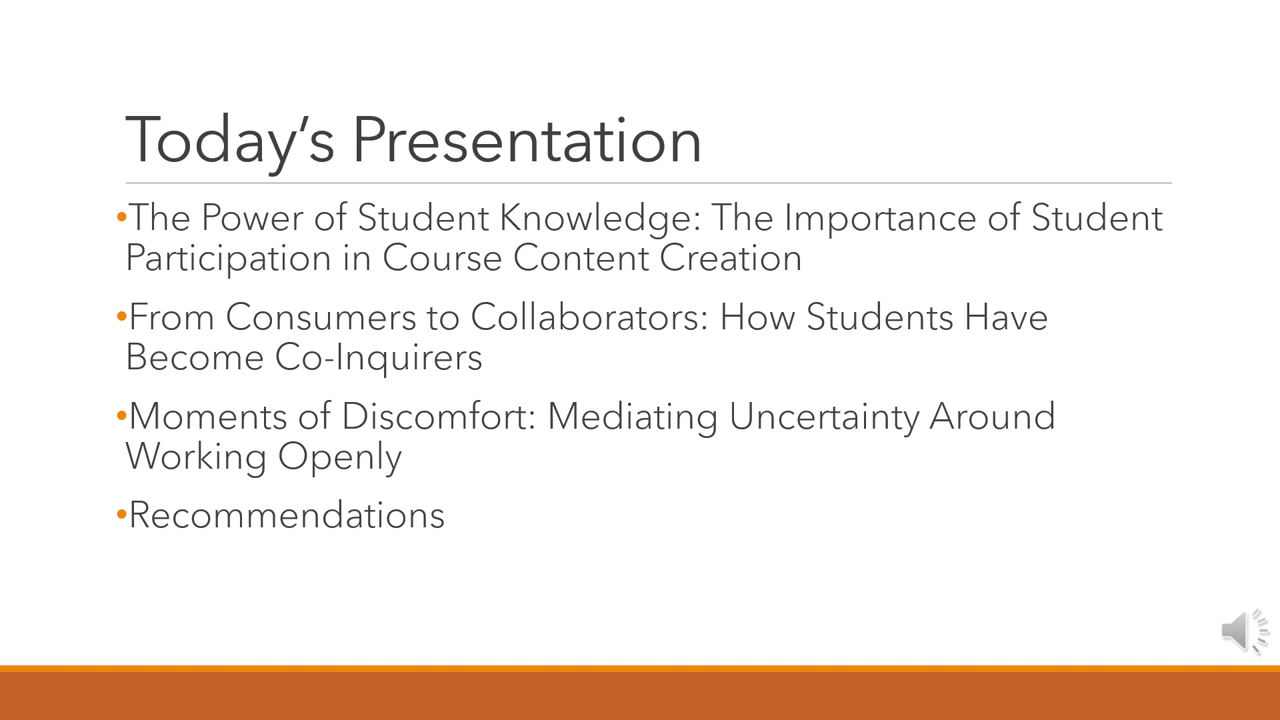 Today’s Presentation
•The Power of Student Knowledge: The Importance of Student
Participation in Course Content Creation
•From Consumers to Collaborators: How Students Have
Become Co-Inquirers
•Moments of Discomfort: Mediating Uncertainty Around
Working Openly
•Recommendations